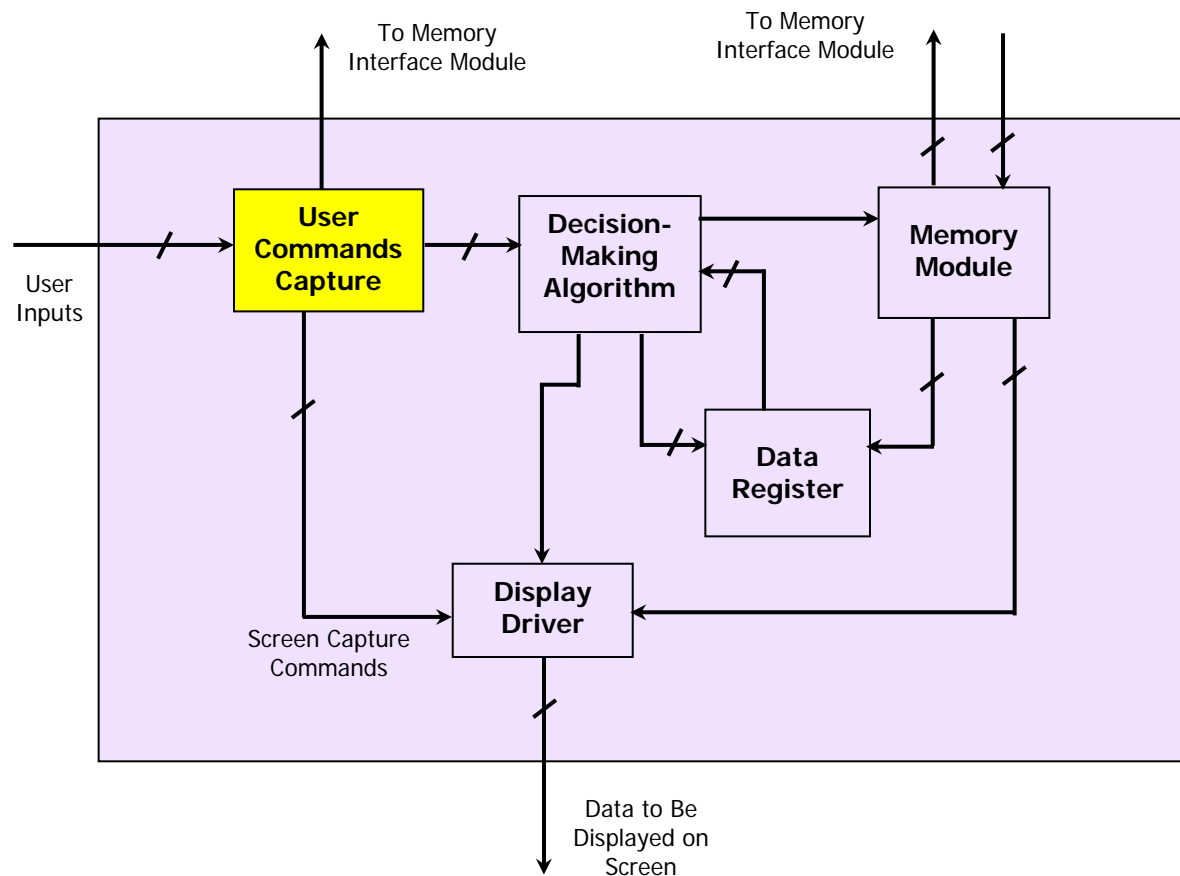 To Memory
Interface Module
To Memory
Interface Module
User
Commands
Capture
Decision-
Making
Algorithm
Memory
Module
User
Inputs
Data
Register
Display
Driver
Screen Capture
Commands
Data to Be
Displayed on
Screen